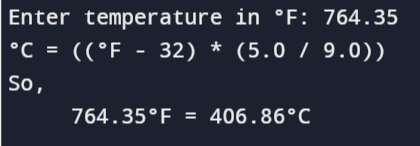 Enter temperature in °F: 764.35
°C = ((°F - 32) * (5.0 / 9.0))
So,
764.35°F = 406.86°C